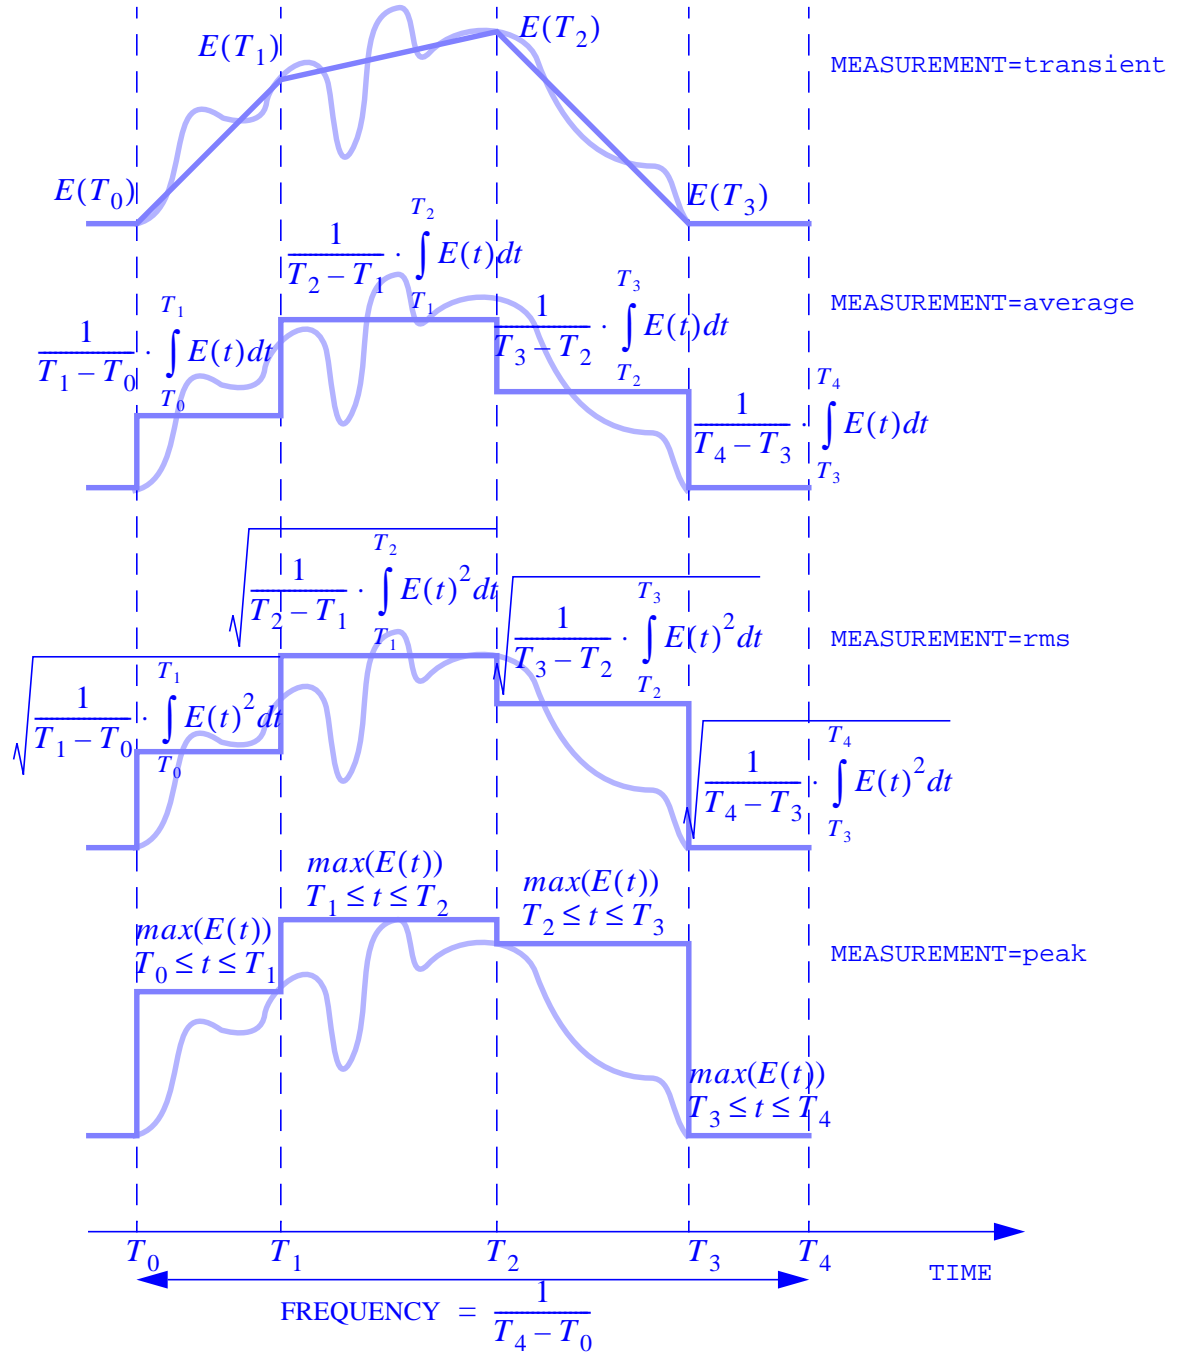 E(T₁)
E(T₂)
MEASUREMENT=transient
E(T₀)
E(T₃)
1/(T₂ – T₁) · ∫_{T₁}^{T₂} E(t)dt
MEASUREMENT=average
1/(T₁ – T₀) · ∫_{T₀}^{T₁} E(t)dt
1/(T₃ – T₂) · ∫_{T₂}^{T₃} E(t)dt
1/(T₄ – T₃) · ∫_{T₃}^{T₄} E(t)dt
√(1/(T₂ – T₁) · ∫_{T₁}^{T₂} E(t)²dt)
√(1/(T₃ – T₂) · ∫_{T₂}^{T₃} E(t)²dt)
MEASUREMENT=rms
√(1/(T₁ – T₀) · ∫_{T₀}^{T₁} E(t)²dt)
√(1/(T₄ – T₃) · ∫_{T₃}^{T₄} E(t)²dt)
max(E(t))
T₁ ≤ t ≤ T₂
max(E(t))
T₂ ≤ t ≤ T₃
max(E(t))
T₀ ≤ t ≤ T₁
MEASUREMENT=peak
max(E(t))
T₃ ≤ t ≤ T₄
T₀ T₁ T₂ T₃ T₄
TIME
FREQUENCY = 1/(T₄ – T₀)